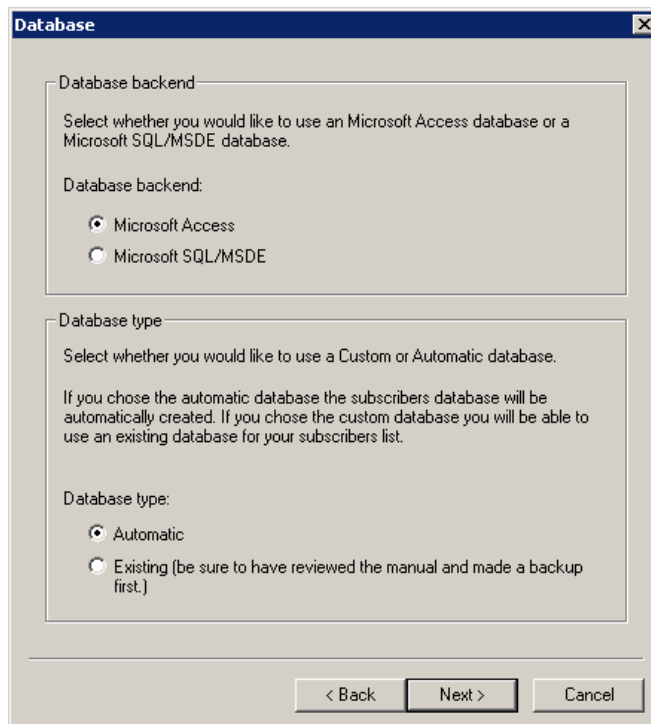 Database
Database backend
Select whether you would like to use an Microsoft Access database or a
Microsoft SQL/MSDE database.
Database backend:
Microsoft Access
Microsoft SQL/MSDE
Database type
Select whether you would like to use a Custom or Automatic database.
If you chose the automatic database the subscribers database will be
automatically created. If you chose the custom database you will be able to
use an existing database for your subscribers list.
Database type:
Automatic
Existing (be sure to have reviewed the manual and made a backup
first.)
< Back
Next >
Cancel